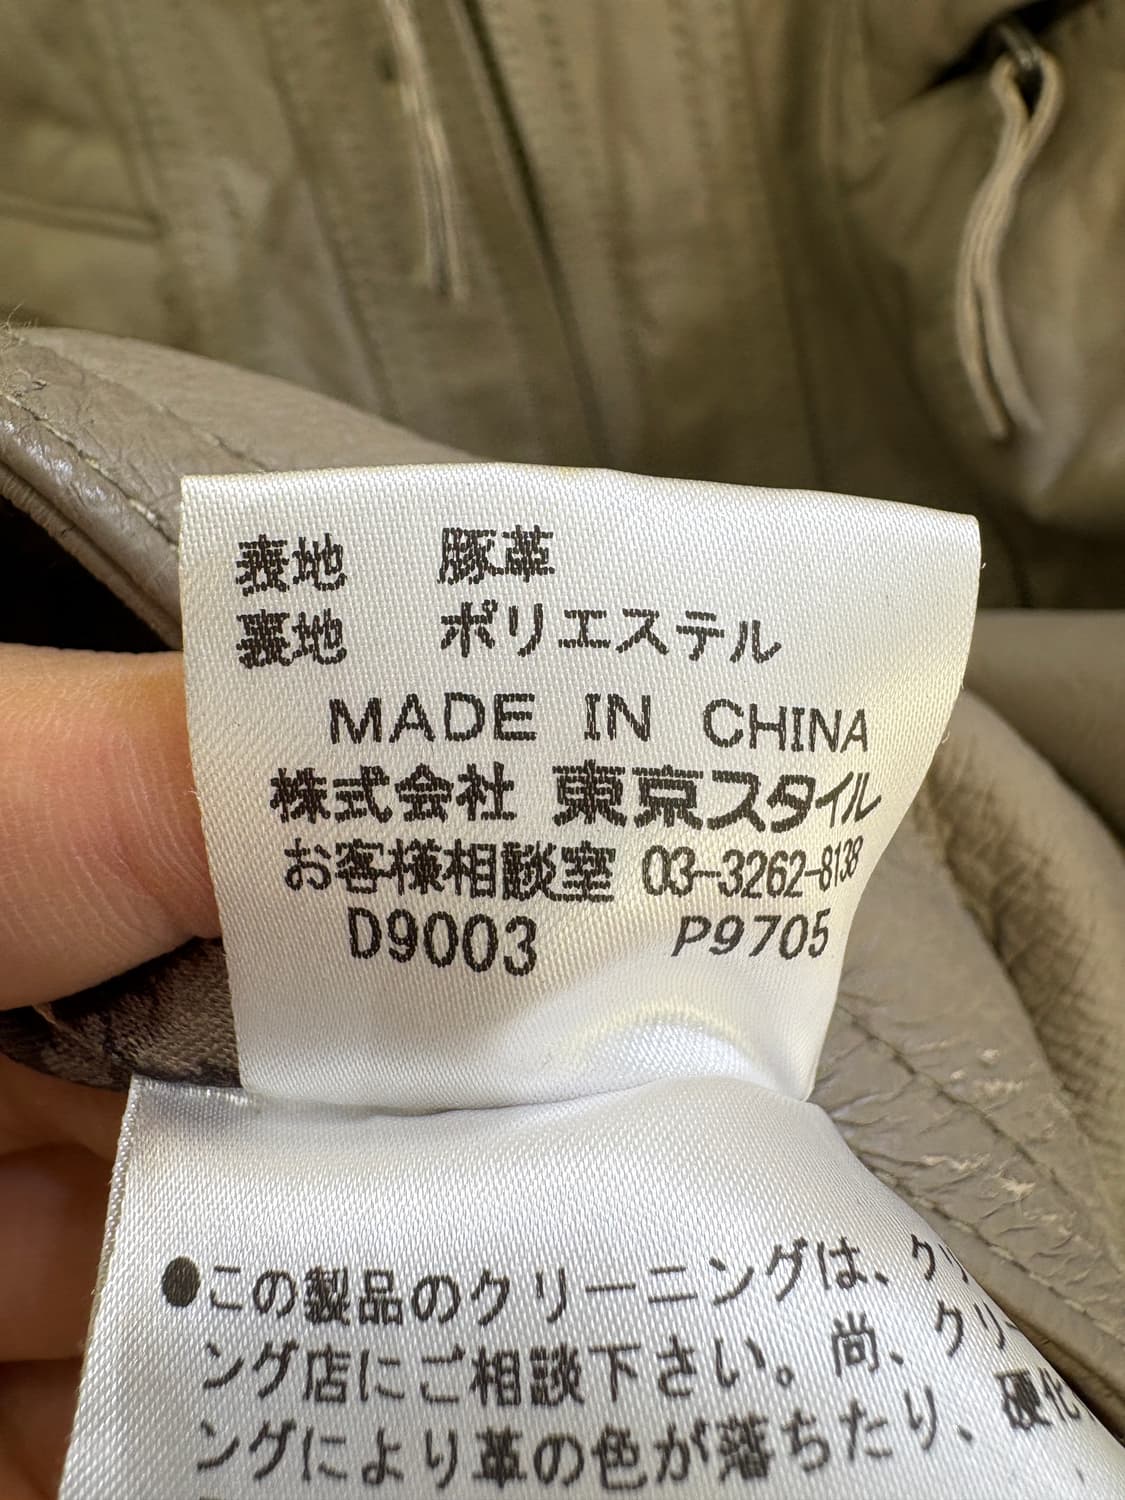 表地 豚革
裏地 ポリエステル
MADE IN CHINA
株式会社 東京スタイル
お客様相談室 03-3262-8138
D9003 P9705
●この製品のクリーニングは、クリ
ング店にご相談下さい。尚、クリー
ングにより革の色が落ちたり、硬化